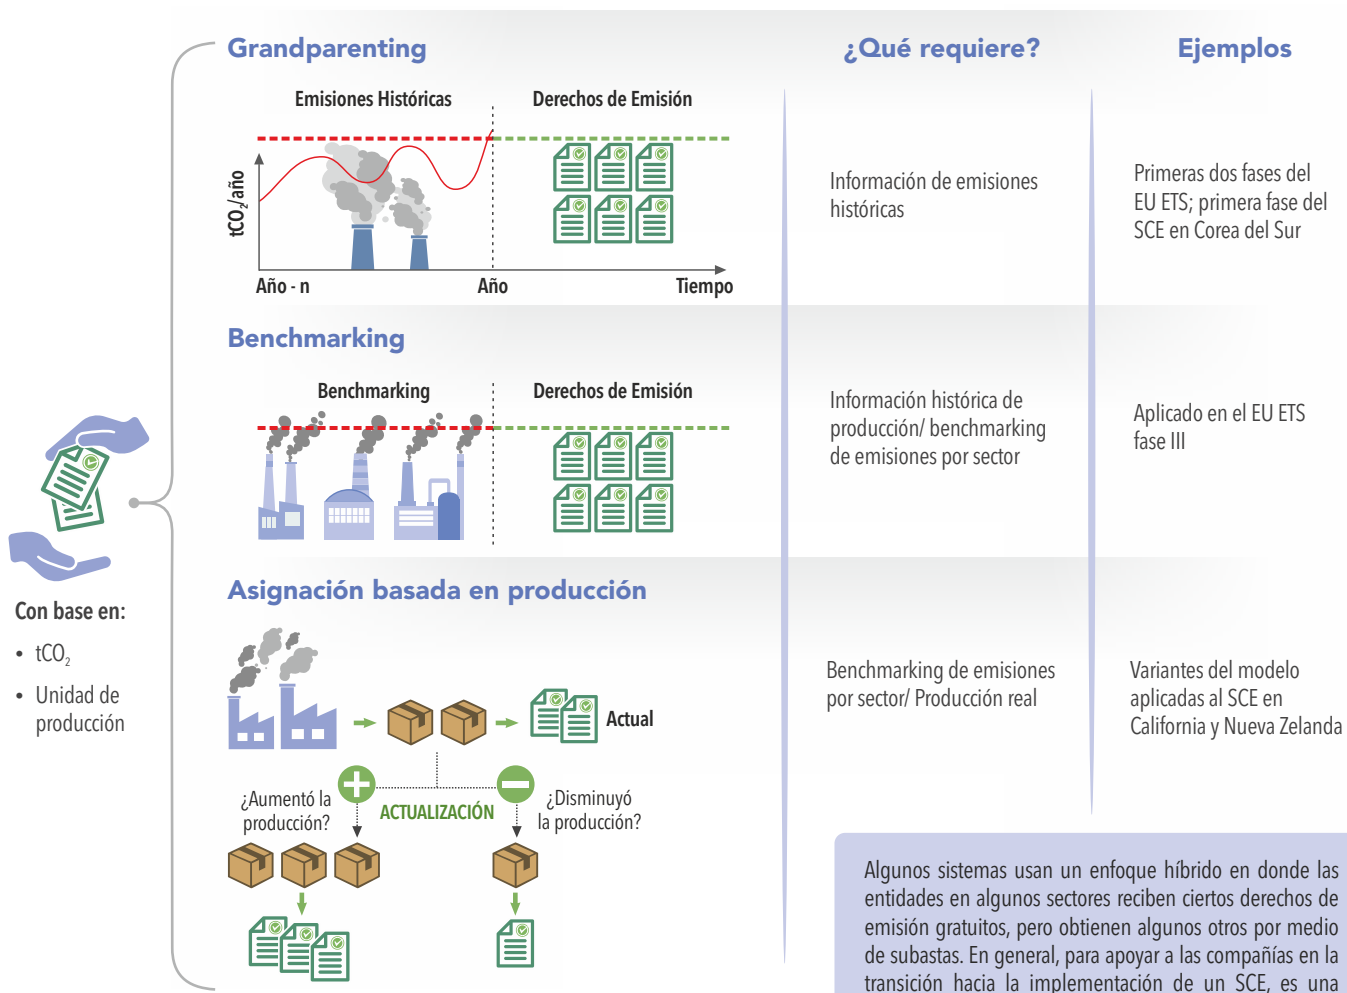 Grandparenting
¿Qué requiere?
Ejemplos
Emisiones Históricas
Derechos de Emisión
tCO₂/año
Año - n
Año
Tiempo
Información de emisiones
históricas
Primeras dos fases del
EU ETS; primera fase del
SCE en Corea del Sur
Benchmarking
Benchmarking
Derechos de Emisión
Información histórica de
producción/ benchmarking
de emisiones por sector
Aplicado en el EU ETS
fase III
Con base en:
• tCO₂
• Unidad de
producción
Asignación basada en producción
Actual
¿Aumentó la
producción?
ACTUALIZACIÓN
¿Disminuyó
la producción?
Benchmarking de emisiones
por sector/ Producción real
Variantes del modelo
aplicadas al SCE en
California y Nueva Zelanda
Algunos sistemas usan un enfoque híbrido en donde las
entidades en algunos sectores reciben ciertos derechos de
emisión gratuitos, pero obtienen algunos otros por medio
de subastas. En general, para apoyar a las compañías en la
transición hacia la implementación de un SCE, es una